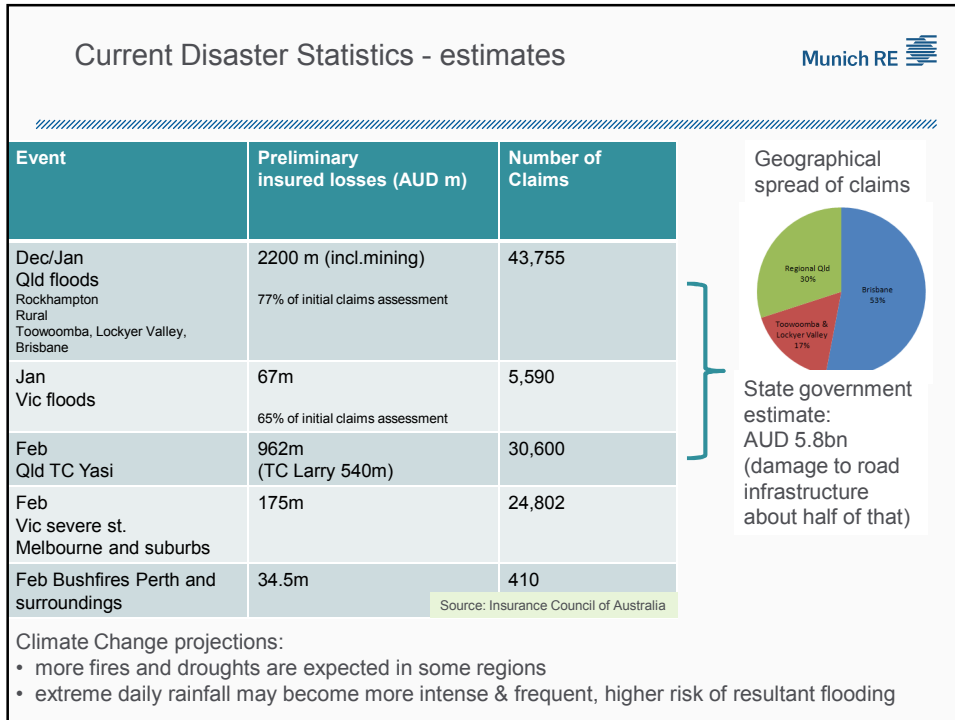 Current Disaster Statistics - estimates
Munich RE
Event
Preliminary
insured losses (AUD m)
Number of
Claims
Dec/Jan
Qld floods
Rockhampton
Rural
Toowoomba, Lockyer Valley,
Brisbane
2200 m (incl.mining)
77% of initial claims assessment
43,755
Jan
Vic floods
67m
65% of initial claims assessment
5,590
Feb
Qld TC Yasi
962m
(TC Larry 540m)
30,600
Feb
Vic severe st.
Melbourne and suburbs
175m
24,802
Feb Bushfires Perth and
surroundings
34.5m
410
Source: Insurance Council of Australia
Geographical
spread of claims
Regional Qld
30%
Brisbane
53%
Toowoomba &
Lockyer Valley
17%
State government
estimate:
AUD 5.8bn
(damage to road
infrastructure
about half of that)
Climate Change projections:
• more fires and droughts are expected in some regions
• extreme daily rainfall may become more intense & frequent, higher risk of resultant flooding